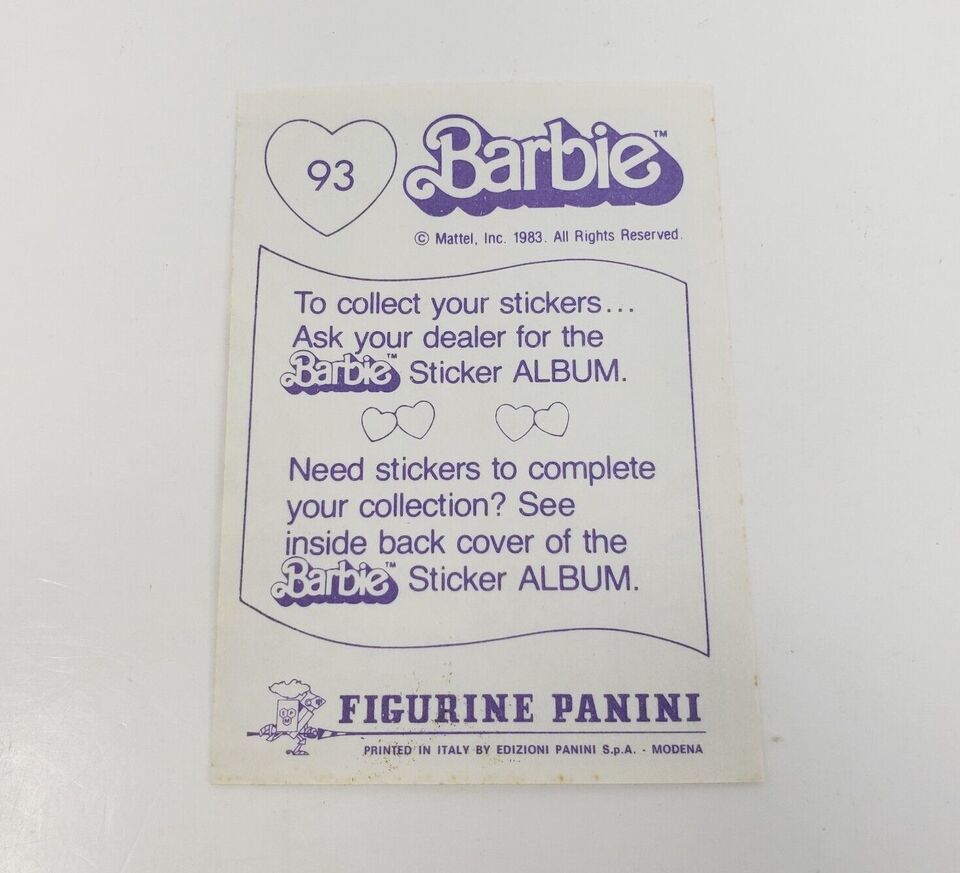 93
Barbie™
© Mattel, Inc. 1983. All Rights Reserved.
To collect your stickers...
Ask your dealer for the
Barbie™ Sticker ALBUM.
Need stickers to complete
your collection? See
inside back cover of the
Barbie™ Sticker ALBUM.
FIGURINE PANINI
PRINTED IN ITALY BY EDIZIONI PANINI S.p.A. - MODENA